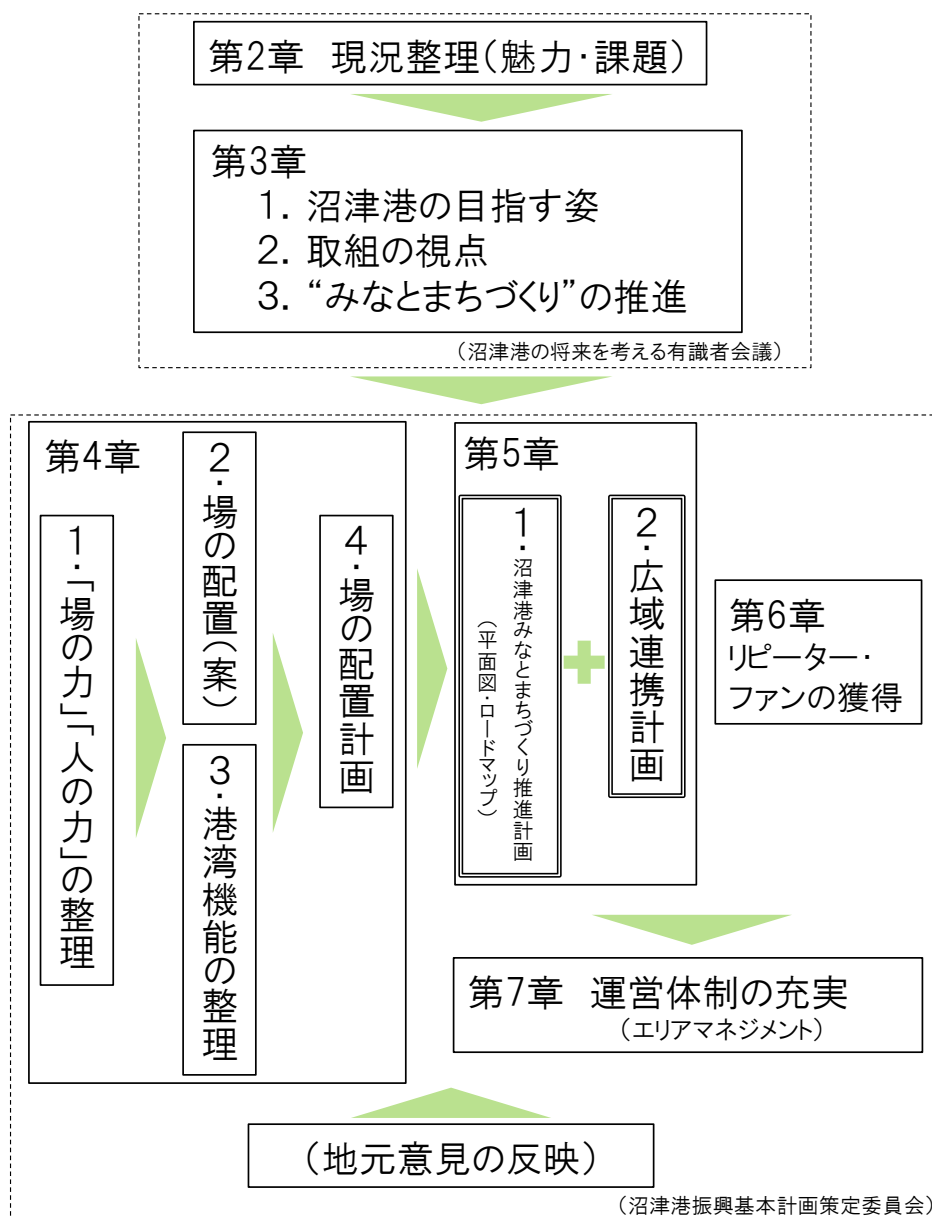 第2章　現況整理（魅力・課題）
第3章
1．沼津港の目指す姿
2．取組の視点
3．“みなとまちづくり”の推進
（沼津港の将来を考える有識者会議）
第4章
1．「場の力」「人の力」の整理
2．場の配置（案）
3．港湾機能の整理
4．場の配置計画
第5章
1．沼津港みなとまちづくり推進計画
（平面図・ロードマップ）
2．広域連携計画
第6章
リピーター・
ファンの獲得
第7章　運営体制の充実
（エリアマネジメント）
（地元意見の反映）
（沼津港振興基本計画策定委員会）